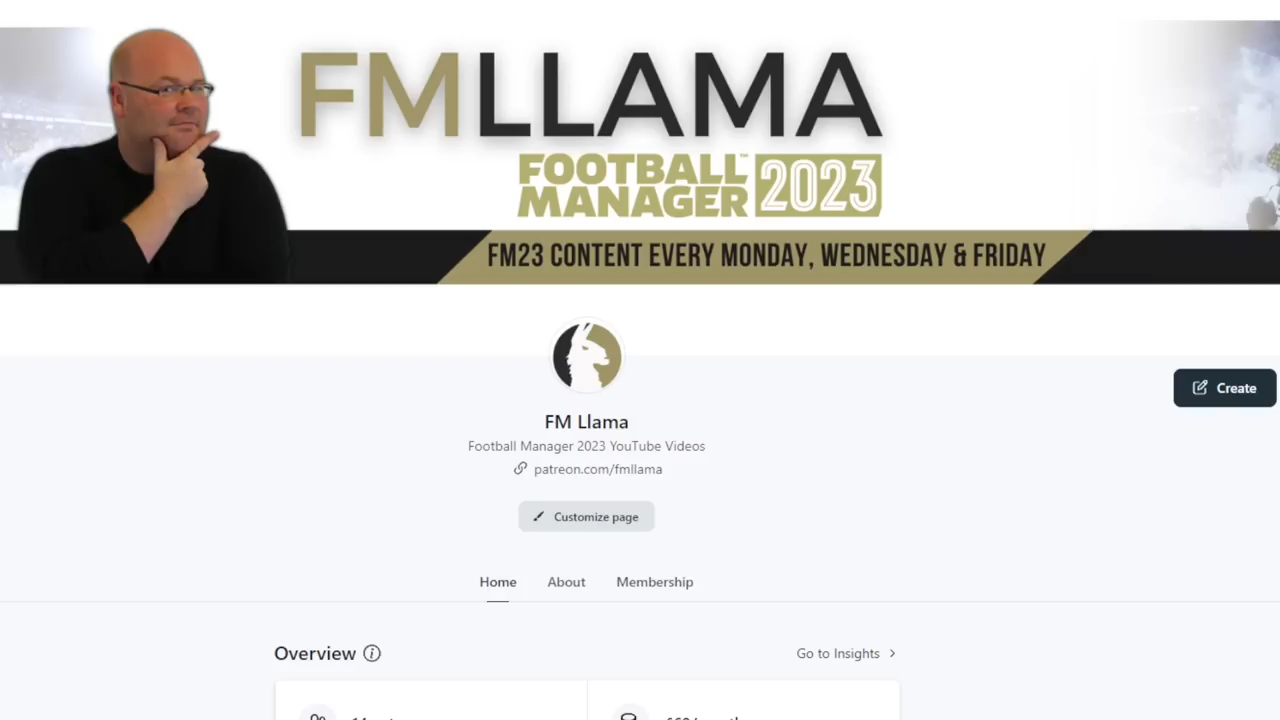 FMLLAMA
FOOTBALL™
MANAGER 2023
FM23 CONTENT EVERY MONDAY, WEDNESDAY & FRIDAY
Create
FM Llama
Football Manager 2023 YouTube Videos
patreon.com/fmllama
Customize page
Home About Membership
Overview
Go to Insights